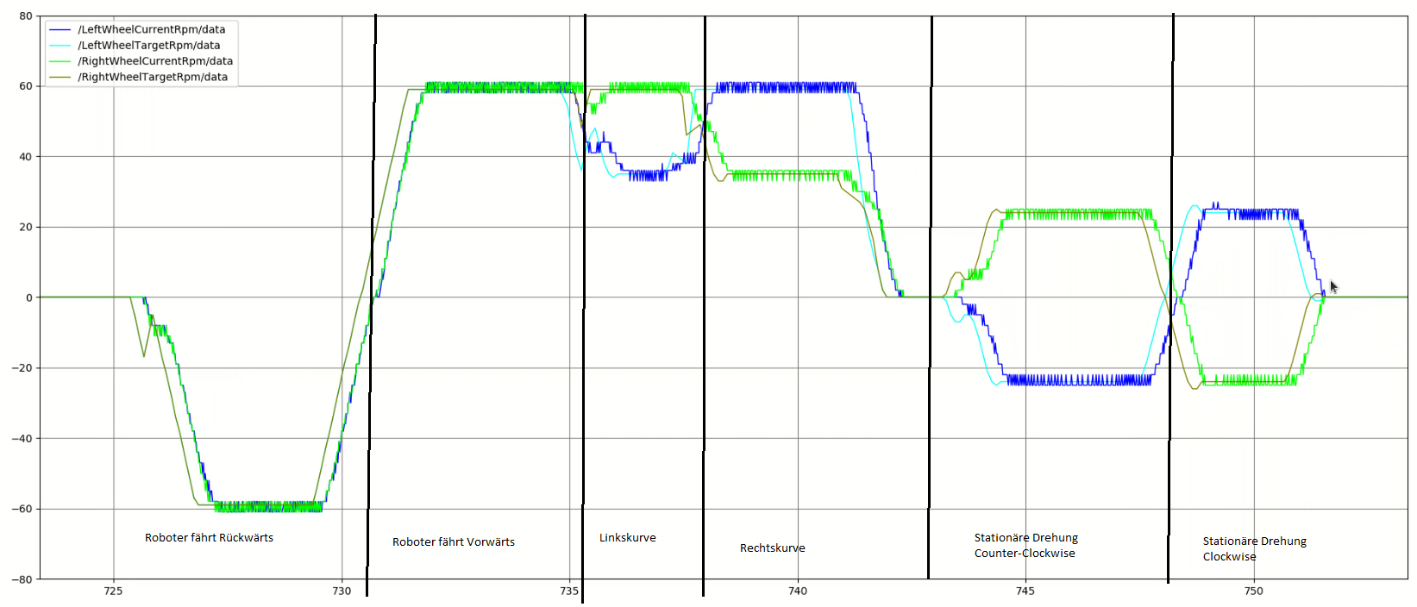 80
60
40
20
0
−20
−40
−60
−80
/LeftWheelCurrentRpm/data
/LeftWheelTargetRpm/data
/RightWheelCurrentRpm/data
/RightWheelTargetRpm/data
Roboter fährt Rückwärts
Roboter fährt Vorwärts
Linkskurve
Rechtskurve
Stationäre Drehung
Counter-Clockwise
Stationäre Drehung
Clockwise
725 730 735 740 745 750